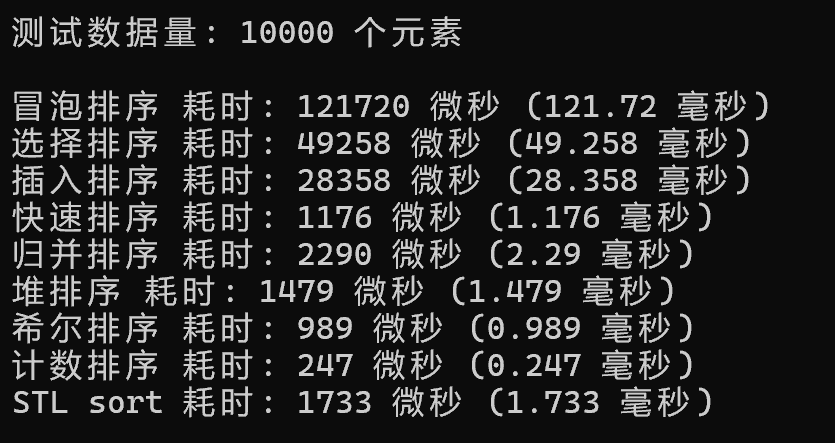 测试数据量: 10000 个元素
冒泡排序 耗时: 121720 微秒 (121.72 毫秒)
选择排序 耗时: 49258 微秒 (49.258 毫秒)
插入排序 耗时: 28358 微秒 (28.358 毫秒)
快速排序 耗时: 1176 微秒 (1.176 毫秒)
归并排序 耗时: 2290 微秒 (2.29 毫秒)
堆排序 耗时: 1479 微秒 (1.479 毫秒)
希尔排序 耗时: 989 微秒 (0.989 毫秒)
计数排序 耗时: 247 微秒 (0.247 毫秒)
STL sort 耗时: 1733 微秒 (1.733 毫秒)